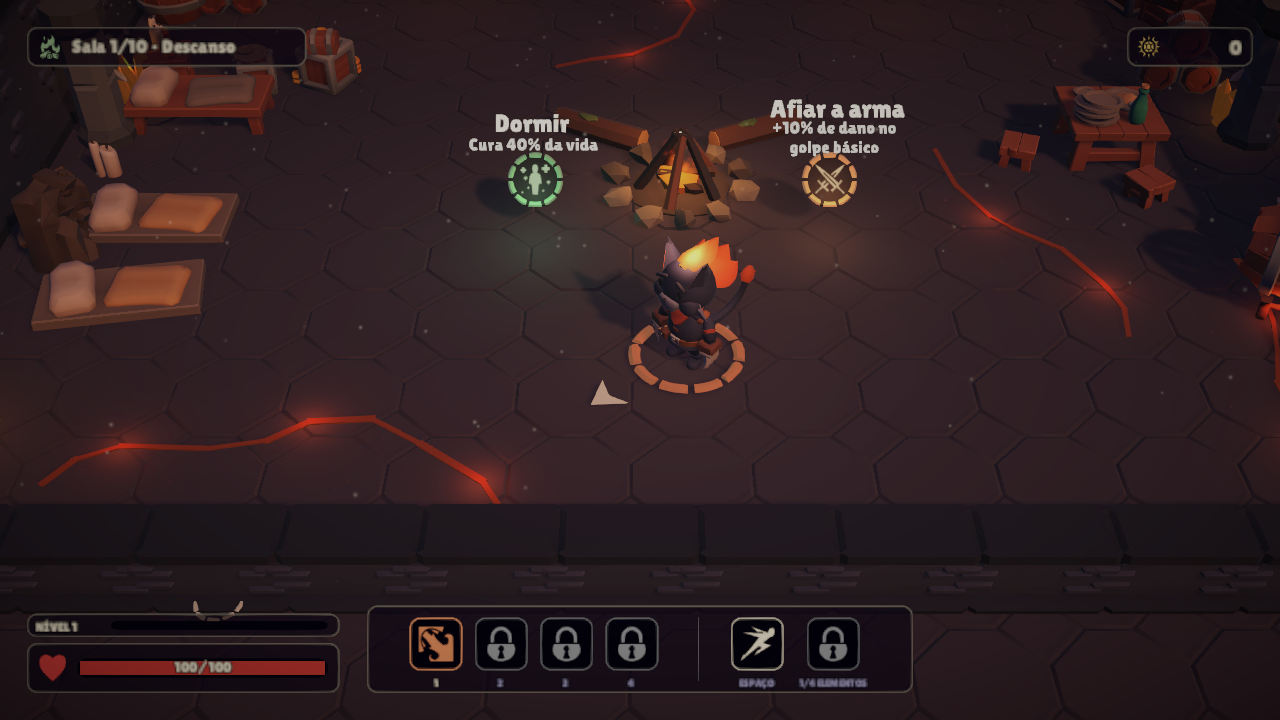 Sala 1/10 - Descanso
0
Dormir
Cura 40% da vida
Afiar a arma
+10% de dano no
golpe básico
NÍVEL 1
100/100
1
2
3
4
ESPAÇO
1/4 ELEMENTOS